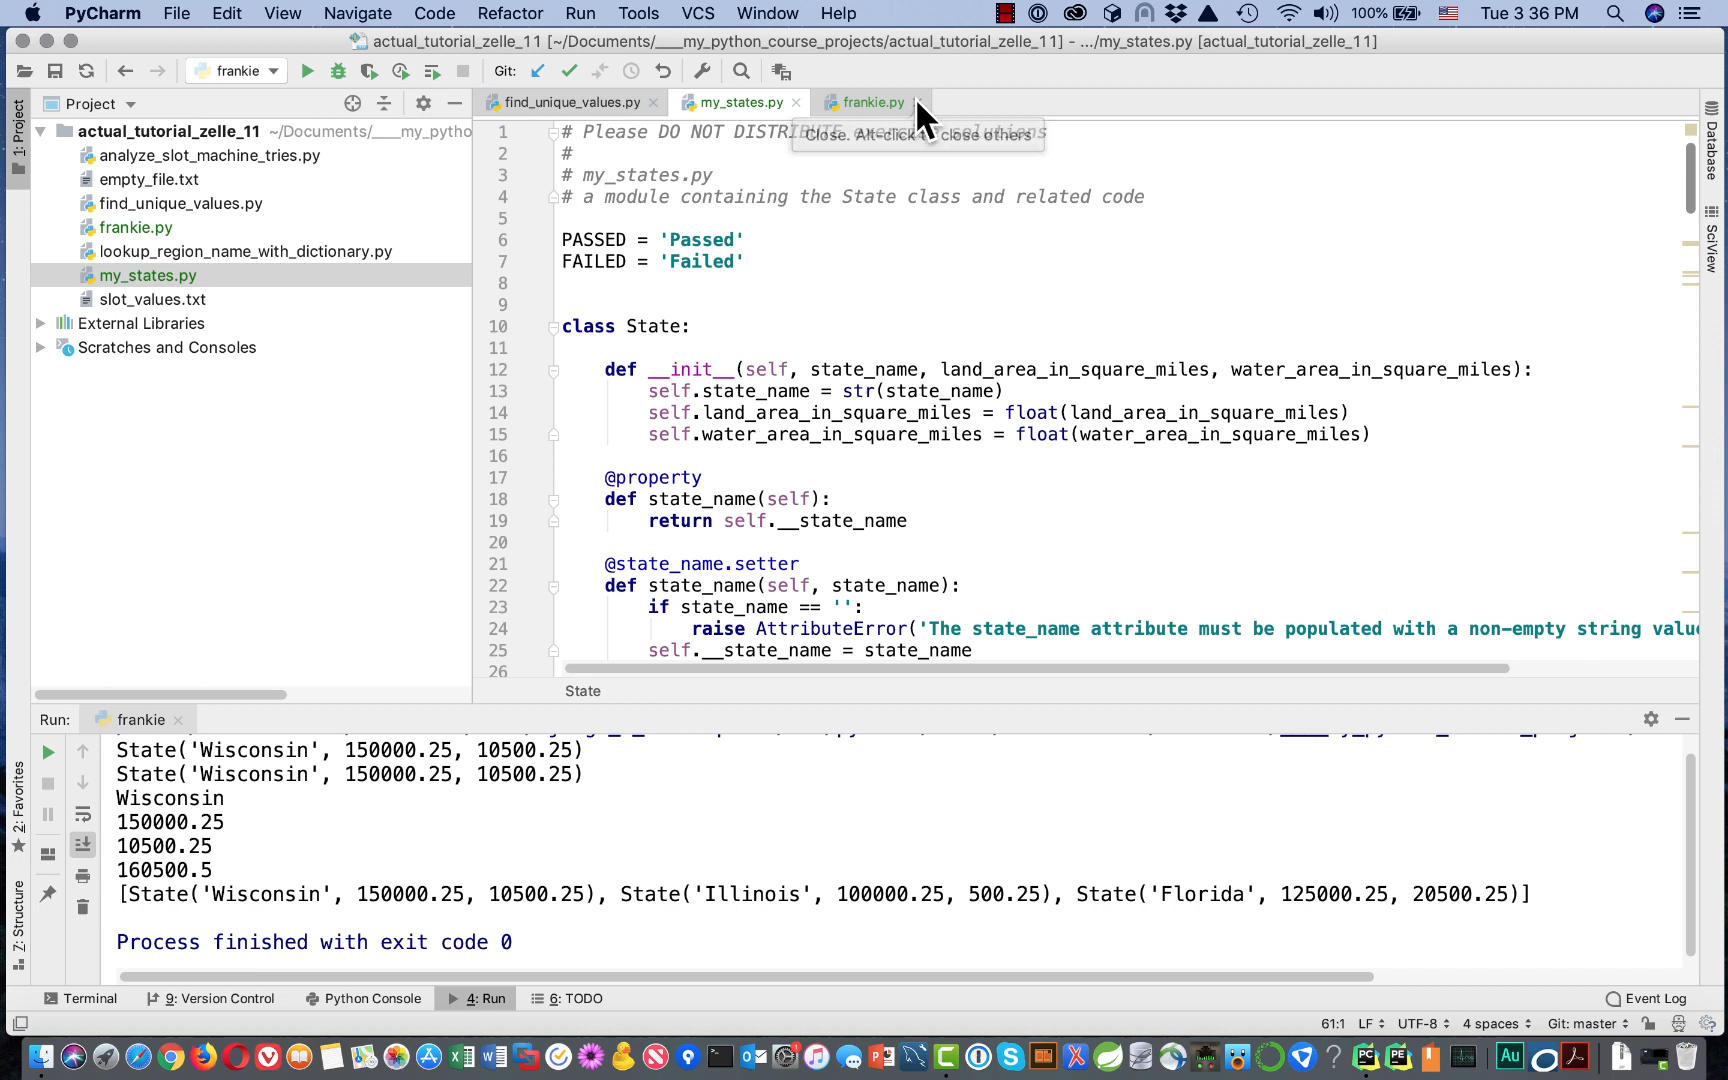 PyCharm File Edit View Navigate Code Refactor Run Tools VCS Window Help 100% Tue 3 36 PM
actual_tutorial_zelle_11 [~/Documents/____my_python_course_projects/actual_tutorial_zelle_11] - .../my_states.py [actual_tutorial_zelle_11]
frankie Git:
Project find_unique_values.py my_states.py frankie.py
Close. Alt-click to close others
1: Project
actual_tutorial_zelle_11 ~/Documents/____my_pytho
analyze_slot_machine_tries.py
empty_file.txt
find_unique_values.py
frankie.py
lookup_region_name_with_dictionary.py
my_states.py
slot_values.txt
External Libraries
Scratches and Consoles
1 # Please DO NOT DISTRIBUTE exercise solutions
2 #
3 # my_states.py
4 # a module containing the State class and related code
5
6 PASSED = 'Passed'
7 FAILED = 'Failed'
8
9
10 class State:
11
12 def __init__(self, state_name, land_area_in_square_miles, water_area_in_square_miles):
13 self.state_name = str(state_name)
14 self.land_area_in_square_miles = float(land_area_in_square_miles)
15 self.water_area_in_square_miles = float(water_area_in_square_miles)
16
17 @property
18 def state_name(self):
19 return self.__state_name
20
21 @state_name.setter
22 def state_name(self, state_name):
23 if state_name == '':
24 raise AttributeError('The state_name attribute must be populated with a non-empty string valu
25 self.__state_name = state_name
26
State
Database
SciView
Run: frankie
State('Wisconsin', 150000.25, 10500.25)
State('Wisconsin', 150000.25, 10500.25)
Wisconsin
150000.25
10500.25
160500.5
[State('Wisconsin', 150000.25, 10500.25), State('Illinois', 100000.25, 500.25), State('Florida', 125000.25, 20500.25)]
Process finished with exit code 0
2: Favorites
7: Structure
Terminal 9: Version Control Python Console 4: Run 6: TODO Event Log
61:1 LF UTF-8 4 spaces Git: master
PC PE Au